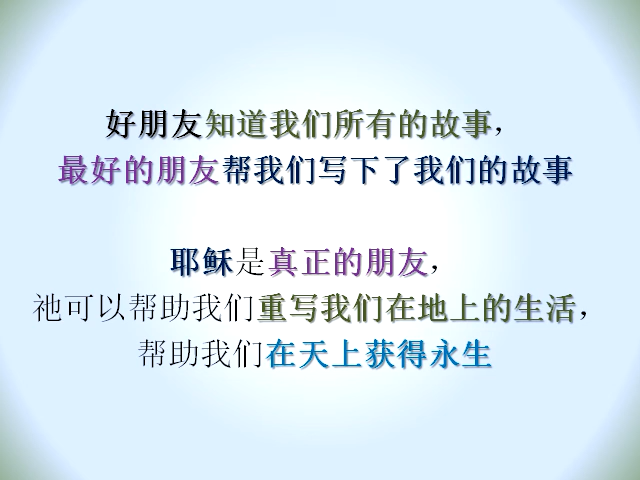 好朋友知道我们所有的故事，
最好的朋友帮我们写下了我们的故事
耶稣是真正的朋友，
祂可以帮助我们重写我们在地上的生活，
帮助我们在天上获得永生